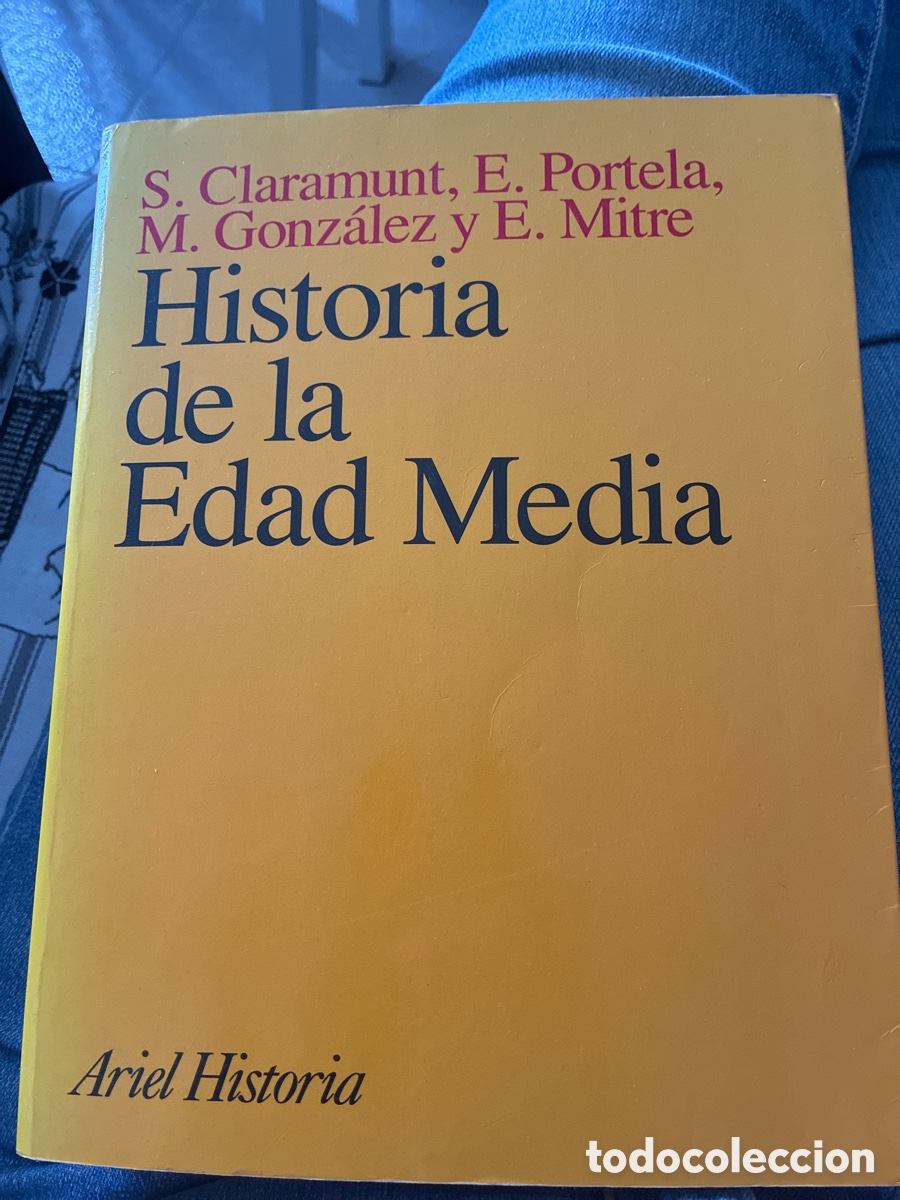 S. Claramunt, E. Portela,
M. González y E. Mitre
Historia
de la
Edad Media
Ariel Historia
todocoleccion